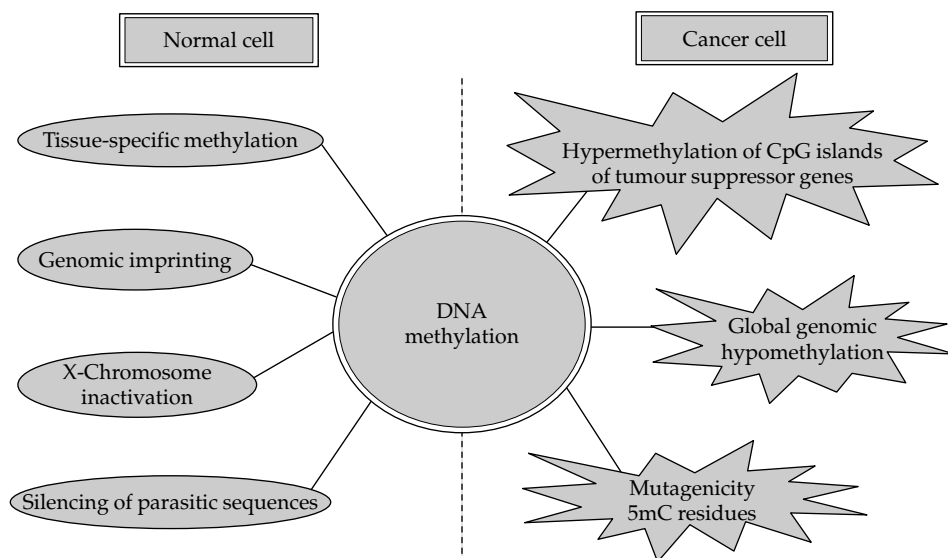 Normal cell
Cancer cell
Tissue-specific methylation
Hypermethylation of CpG islands
of tumour suppressor genes
Genomic imprinting
DNA
methylation
Global genomic
hypomethylation
X-Chromosome
inactivation
Silencing of parasitic sequences
Mutagenicity
5mC residues